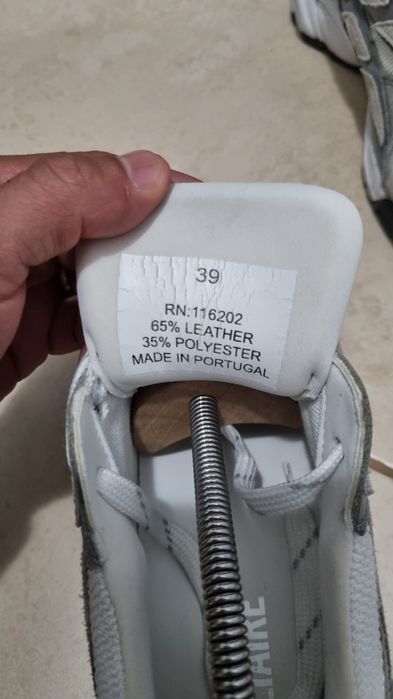 39
RN:116202
65% LEATHER
35% POLYESTER
MADE IN PORTUGAL